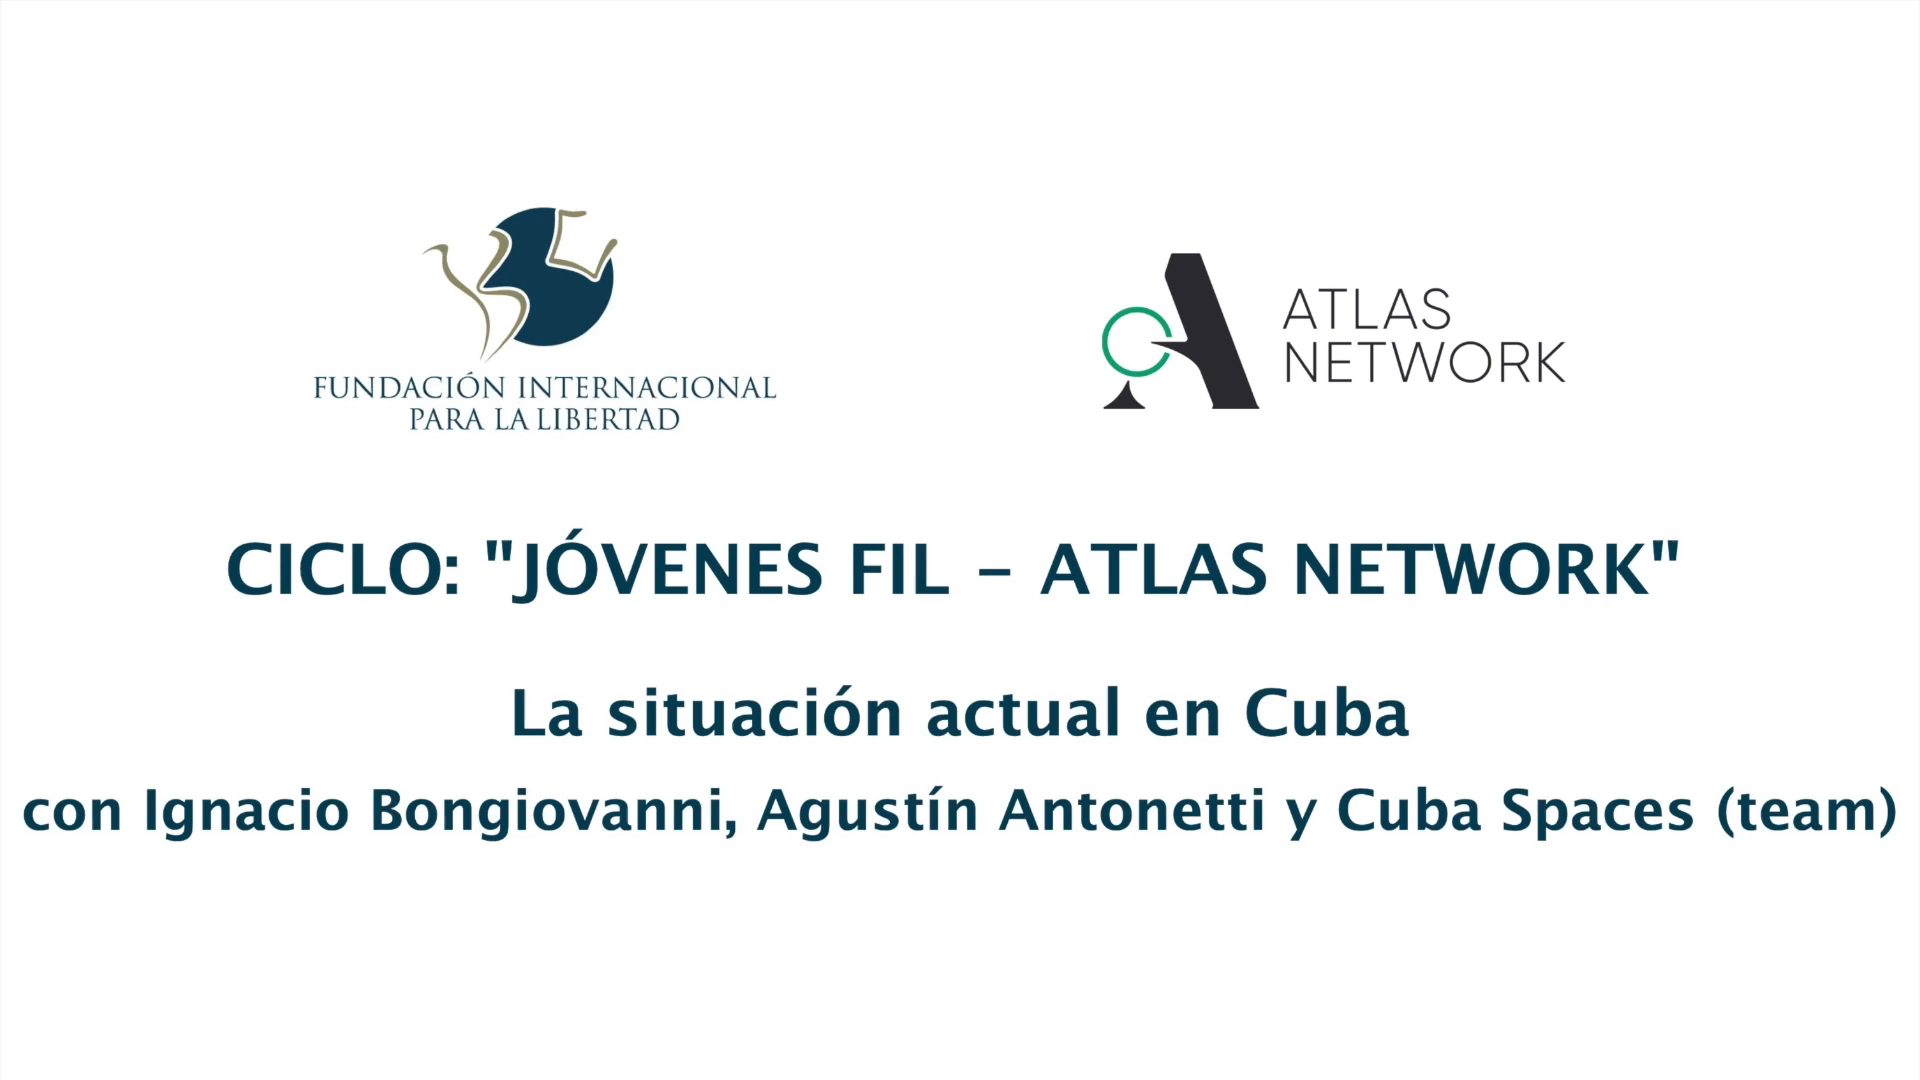 FUNDACIÓN INTERNACIONAL
PARA LA LIBERTAD
ATLAS
NETWORK
CICLO: "JÓVENES FIL - ATLAS NETWORK"
La situación actual en Cuba
con Ignacio Bongiovanni, Agustín Antonetti y Cuba Spaces (team)